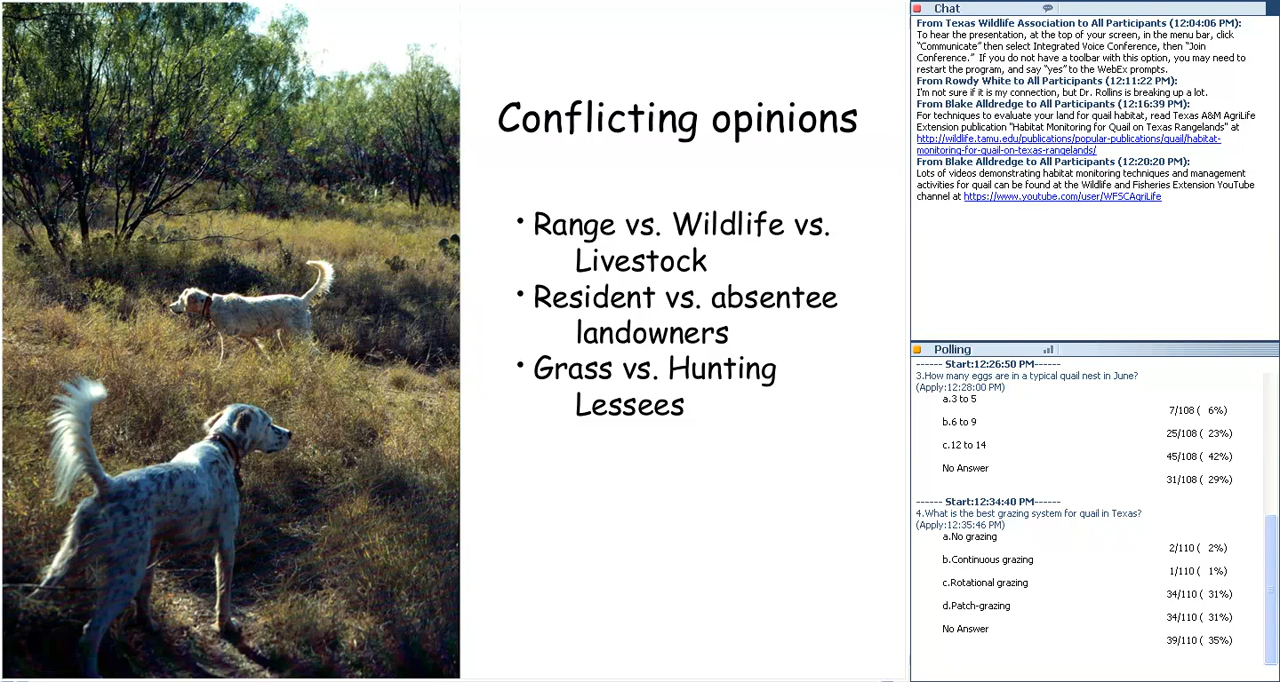 Conflicting opinions
• Range vs. Wildlife vs.
Livestock
• Resident vs. absentee
landowners
• Grass vs. Hunting
Lessees
Chat
From Texas Wildlife Association to All Participants (12:04:06 PM):
To hear the presentation, at the top of your screen, in the menu bar, click
"Communicate" then select Integrated Voice Conference, then "Join
Conference." If you do not have a toolbar with this option, you may need to
restart the program, and say "yes" to the WebEx prompts.
From Rowdy White to All Participants (12:11:22 PM):
I'm not sure if it is my connection, but Dr. Rollins is breaking up a lot.
From Blake Alldredge to All Participants (12:16:39 PM):
For techniques to evaluate your land for quail habitat, read Texas A&M AgriLife
Extension publication "Habitat Monitoring for Quail on Texas Rangelands" at
http://wildlife.tamu.edu/publications/popular-publications/quail/habitat-
monitoring-for-quail-on-texas-rangelands/
From Blake Alldredge to All Participants (12:20:20 PM):
Lots of videos demonstrating habitat monitoring techniques and management
activities for quail can be found at the Wildlife and Fisheries Extension YouTube
channel at https://www.youtube.com/user/WFSCAgriLife
Polling
------ Start:12:26:50 PM------
3.How many eggs are in a typical quail nest in June?
(Apply:12:28:00 PM)
a.3 to 5
7/108 ( 6%)
b.6 to 9
25/108 ( 23%)
c.12 to 14
45/108 ( 42%)
No Answer
31/108 ( 29%)
------ Start:12:34:40 PM------
4.What is the best grazing system for quail in Texas?
(Apply:12:35:46 PM)
a.No grazing
2/110 ( 2%)
b.Continuous grazing
1/110 ( 1%)
c.Rotational grazing
34/110 ( 31%)
d.Patch-grazing
34/110 ( 31%)
No Answer
39/110 ( 35%)